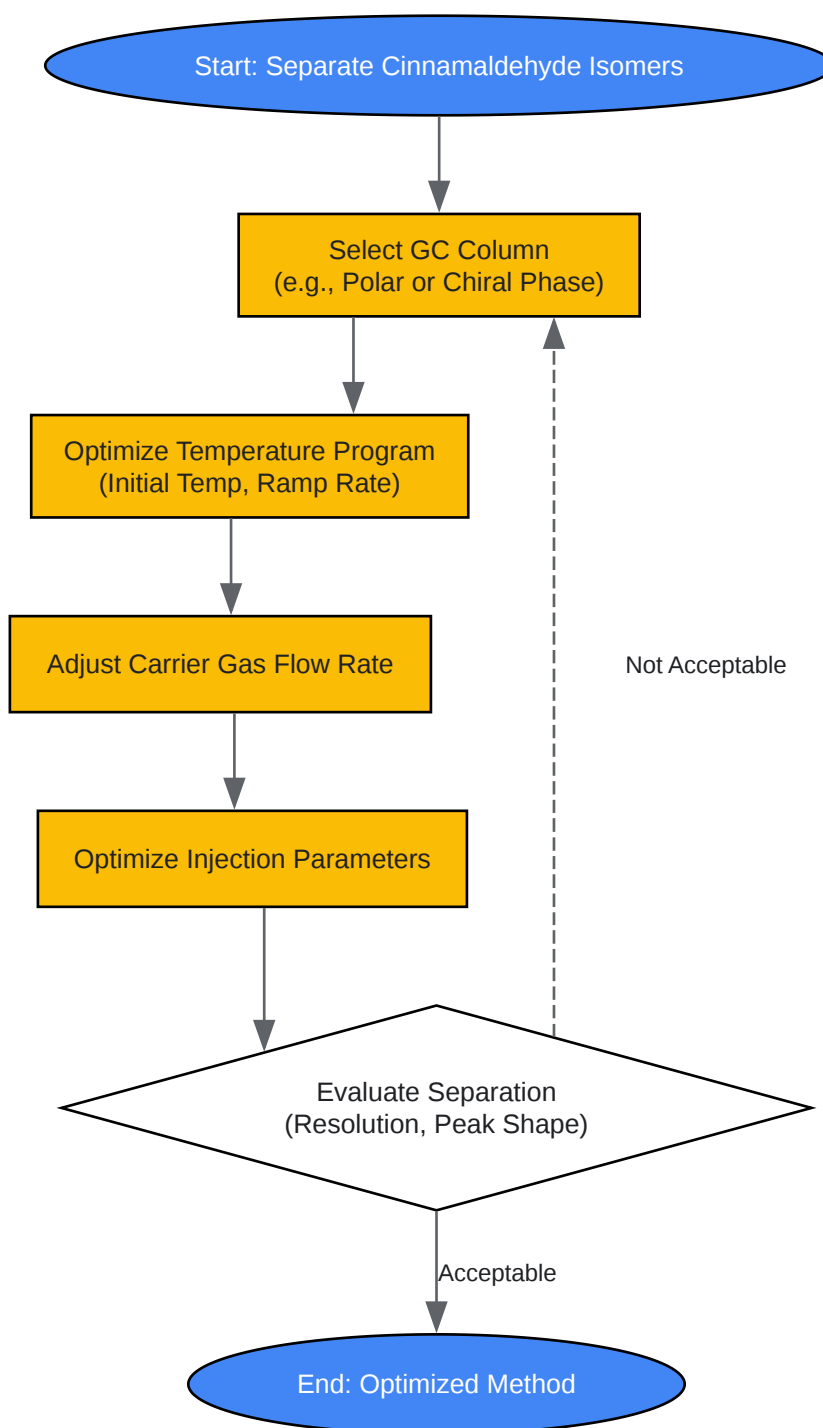 Start: Separate Cinnamaldehyde Isomers
Select GC Column
(e.g., Polar or Chiral Phase)
Optimize Temperature Program
(Initial Temp, Ramp Rate)
Adjust Carrier Gas Flow Rate
Not Acceptable
Optimize Injection Parameters
Evaluate Separation
(Resolution, Peak Shape)
Acceptable
End: Optimized Method